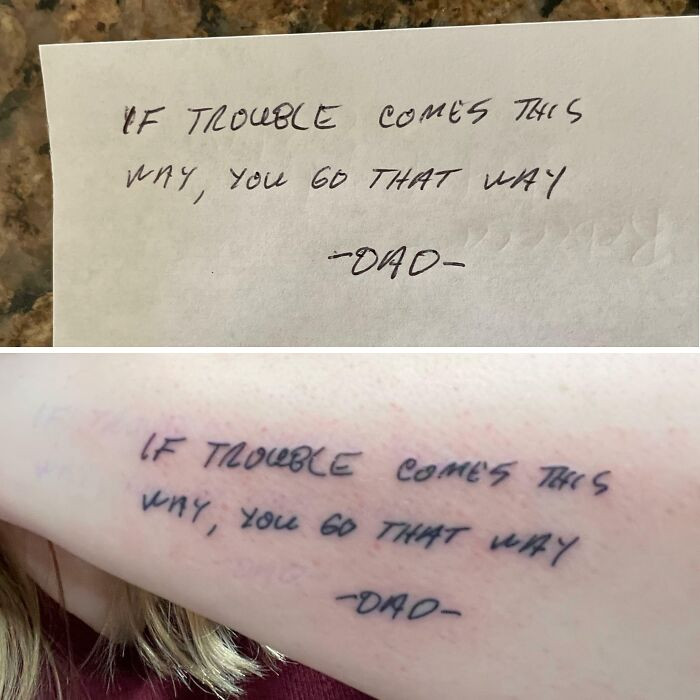 IF TROUBLE COMES THIS
WAY, YOU GO THAT WAY
-DAD-
IF TROUBLE COMES THIS
WAY, YOU GO THAT WAY
-DAD-